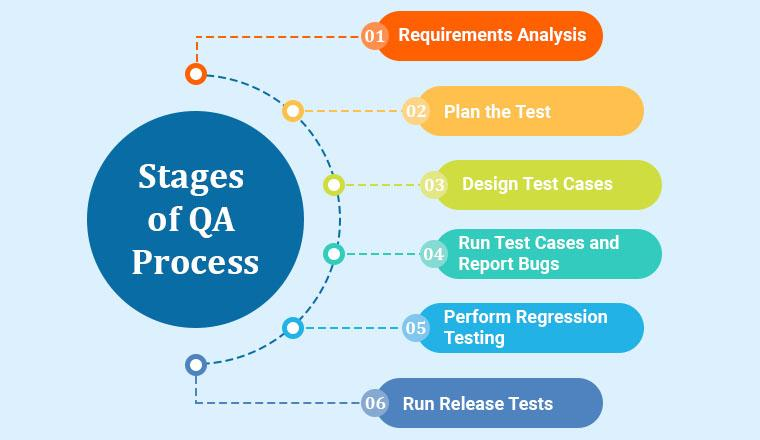 Stages
of QA
Process
01 Requirements Analysis
02 Plan the Test
03 Design Test Cases
04 Run Test Cases and
Report Bugs
05 Perform Regression
Testing
06 Run Release Tests